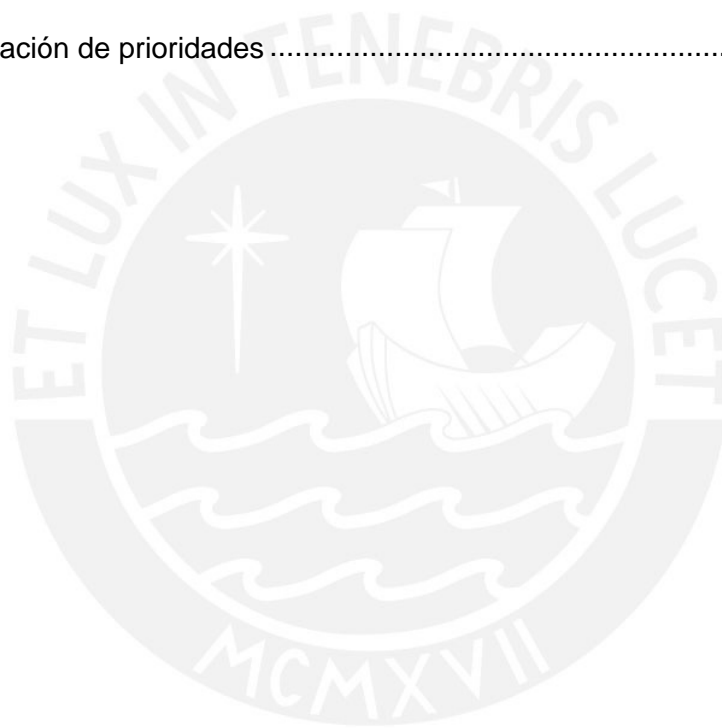 ación de prioridades ........................................................
ET LUX IN TENEBRIS LUCET
MCMXVII